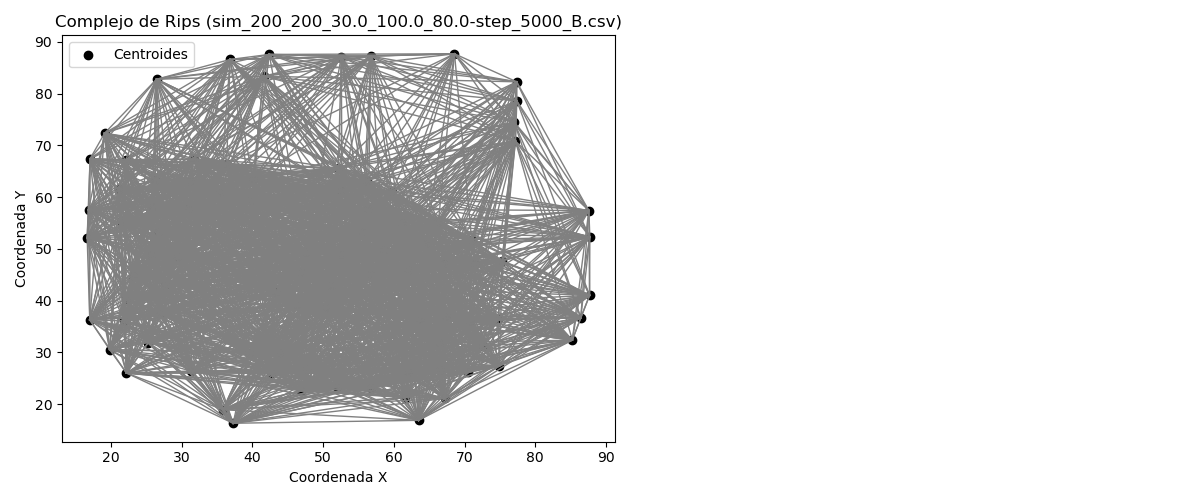 Complejo de Rips (sim_200_200_30.0_100.0_80.0-step_5000_B.csv)
Centroides
90
80
70
60
50
40
30
20
Coordenada Y
20 30 40 50 60 70 80 90
Coordenada X